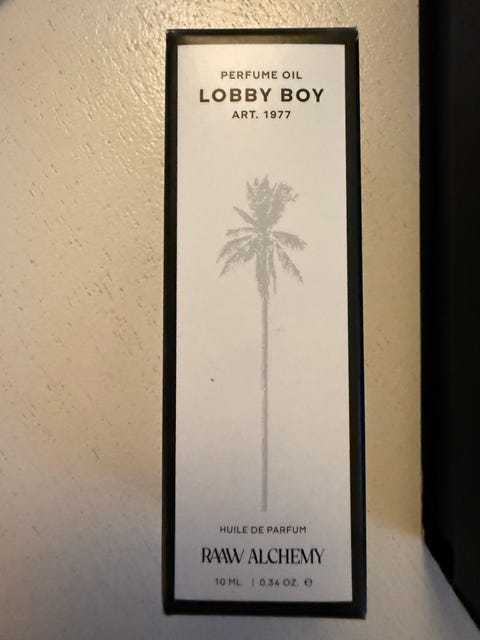 PERFUME OIL
LOBBY BOY
ART. 1977
HUILE DE PARFUM
RAAW ALCHEMY
10 ML. | 0.34 OZ. ℮